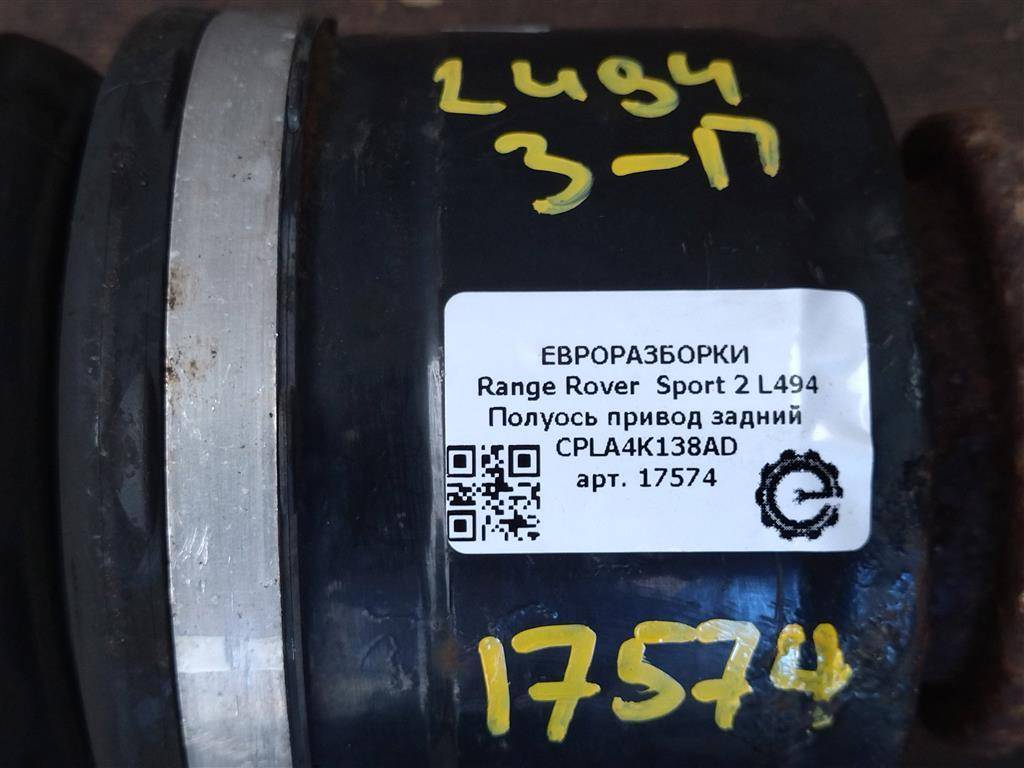 L494
З-П
ЕВРОРАЗБОРКИ
Range Rover Sport 2 L494
Полуось привод задний
CPLA4K138AD
арт. 17574
17574